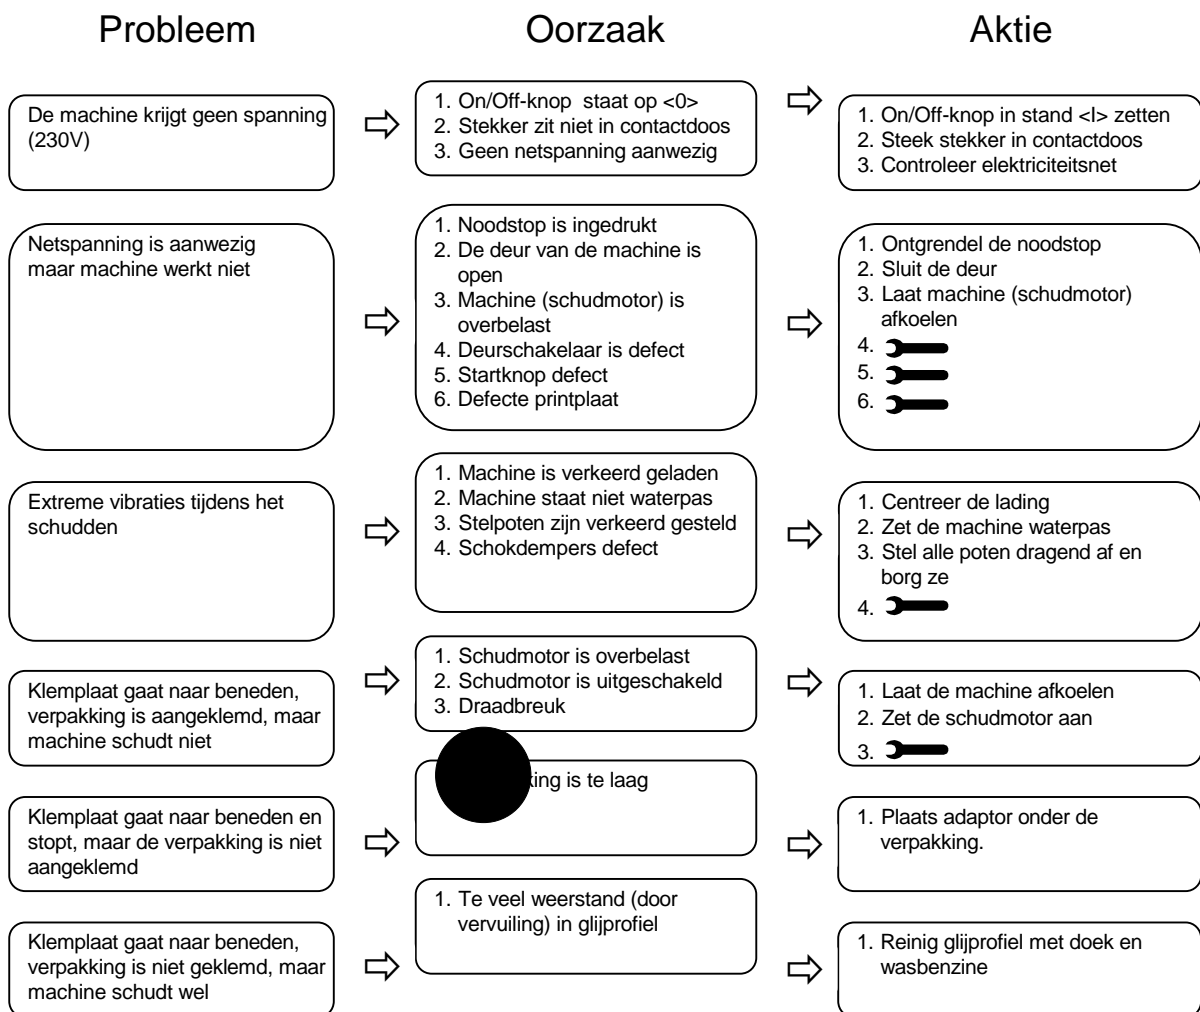 Probleem
Oorzaak
Aktie
De machine krijgt geen spanning
(230V)
1. On/Off-knop staat op <0>
2. Stekker zit niet in contactdoos
3. Geen netspanning aanwezig
1. On/Off-knop in stand <I> zetten
2. Steek stekker in contactdoos
3. Controleer elektriciteitsnet
Netspanning is aanwezig
maar machine werkt niet
1. Noodstop is ingedrukt
2. De deur van de machine is
open
3. Machine (schudmotor) is
overbelast
4. Deurschakelaar is defect
5. Startknop defect
6. Defecte printplaat
1. Ontgrendel de noodstop
2. Sluit de deur
3. Laat machine (schudmotor)
afkoelen
4.
5.
6.
Extreme vibraties tijdens het
schudden
1. Machine is verkeerd geladen
2. Machine staat niet waterpas
3. Stelpoten zijn verkeerd gesteld
4. Schokdempers defect
1. Centreer de lading
2. Zet de machine waterpas
3. Stel alle poten dragend af en
borg ze
4.
Klemplaat gaat naar beneden,
verpakking is aangeklemd, maar
machine schudt niet
1. Schudmotor is overbelast
2. Schudmotor is uitgeschakeld
3. Draadbreuk
1. Laat de machine afkoelen
2. Zet de schudmotor aan
3.
Klemplaat gaat naar beneden en
stopt, maar de verpakking is niet
aangeklemd
is te laag
1. Plaats adaptor onder de
verpakking.
Klemplaat gaat naar beneden,
verpakking is niet geklemd, maar
machine schudt wel
1. Te veel weerstand (door
vervuiling) in glijprofiel
1. Reinig glijprofiel met doek en
wasbenzine